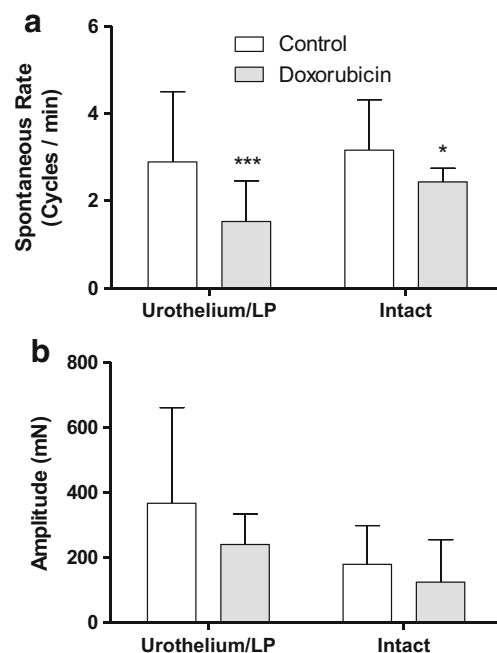 a
Spontaneous Rate
(Cycles / min)
6
4
2
0
Control
Doxorubicin
***
*
Urothelium/LP
Intact
b
Amplitude (mN)
800
600
400
200
0
Urothelium/LP
Intact